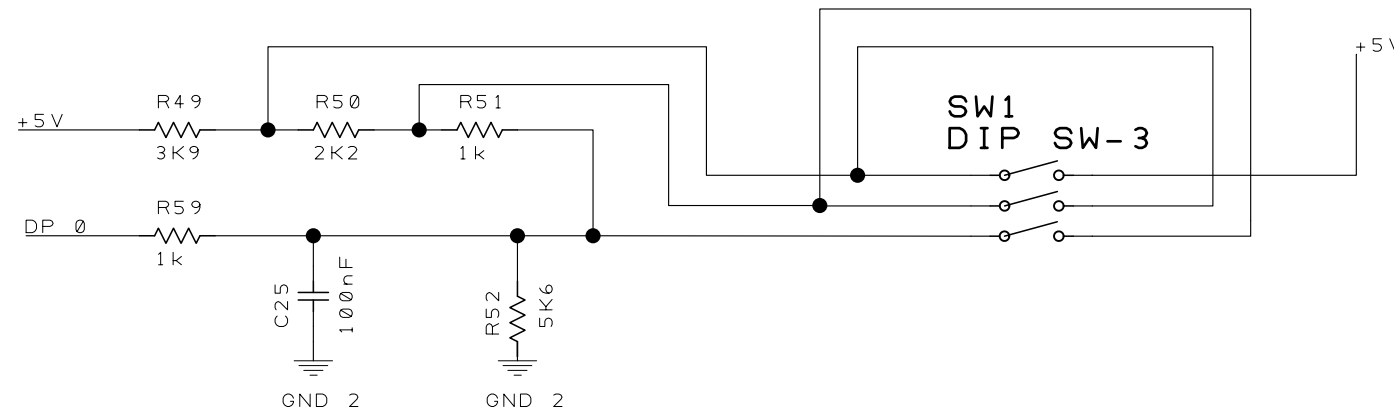 +5V
R49
3K9
R50
2K2
R51
1k
SW1
DIP SW-3
+5V
DP 0
R59
1k
C25
100nF
R52
5K6
GND 2
GND 2